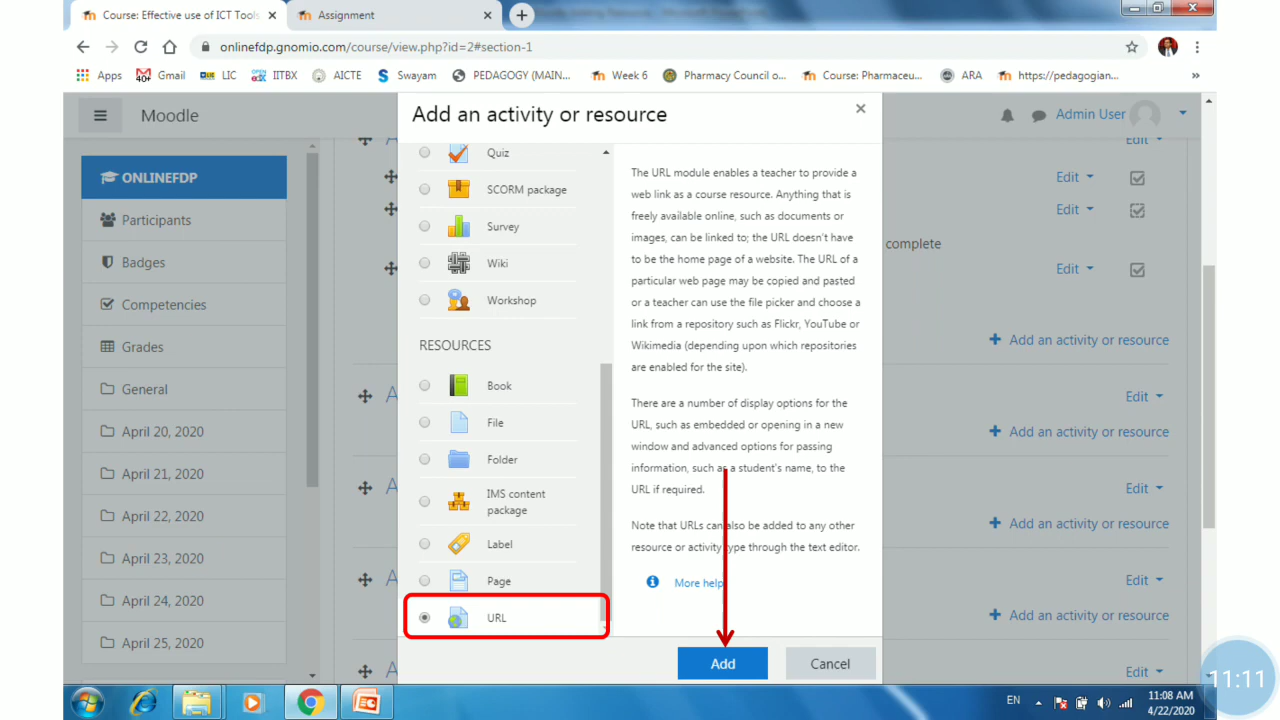 Course: Effective use of ICT Tools
Assignment
onlinefdp.gnomio.com/course/view.php?id=2#section-1
Apps
Gmail
LIC
IITBX
AICTE
Swayam
PEDAGOGY (MAIN...
Week 6
Pharmacy Council o...
Course: Pharmaceu...
ARA
https://pedagogian...
»
Moodle
Admin User
Add an activity or resource
ONLINEFDP
Participants
Badges
Competencies
Grades
General
April 20, 2020
April 21, 2020
April 22, 2020
April 23, 2020
April 24, 2020
April 25, 2020
Quiz
SCORM package
Survey
Wiki
Workshop
RESOURCES
Book
File
Folder
IMS content
package
Label
Page
URL
The URL module enables a teacher to provide a
web link as a course resource. Anything that is
freely available online, such as documents or
images, can be linked to; the URL doesn't have
to be the home page of a website. The URL of a
particular web page may be copied and pasted
or a teacher can use the file picker and choose a
link from a repository such as Flickr, YouTube or
Wikimedia (depending upon which repositories
are enabled for the site).
There are a number of display options for the
URL, such as embedded or opening in a new
window and advanced options for passing
information, such as a student's name, to the
URL if required.
Note that URLs can also be added to any other
resource or activity type through the text editor.
More help
Add
Cancel
Edit
Edit
Edit
complete
Edit
Add an activity or resource
A
Edit
Add an activity or resource
A
Edit
Add an activity or resource
A
Edit
Add an activity or resource
A
Edit
EN
11:08 AM
4/22/2020
11:11